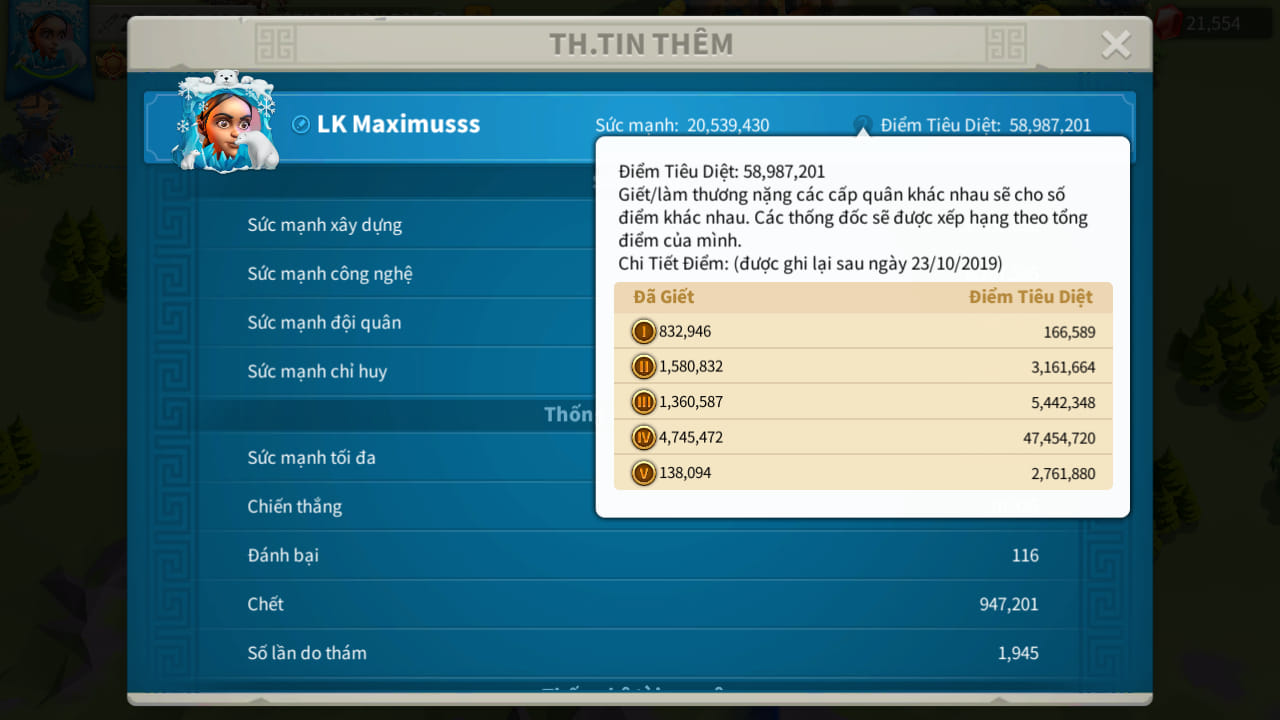 21,554
TH.TIN THÊM
LK Maximusss
Sức mạnh: 20,539,430
Điểm Tiêu Diệt: 58,987,201
Điểm Tiêu Diệt: 58,987,201
Giết/làm thương nặng các cấp quân khác nhau sẽ cho số
điểm khác nhau. Các thống đốc sẽ được xếp hạng theo tổng
điểm của mình.
Chi Tiết Điểm: (được ghi lại sau ngày 23/10/2019)
Đã Giết Điểm Tiêu Diệt
I 832,946 166,589
II 1,580,832 3,161,664
III 1,360,587 5,442,348
IV 4,745,472 47,454,720
V 138,094 2,761,880
Sức mạnh xây dựng
Sức mạnh công nghệ
Sức mạnh đội quân
Sức mạnh chỉ huy
Sức mạnh tối đa
Chiến thắng
Đánh bại 116
Chết 947,201
Số lần do thám 1,945